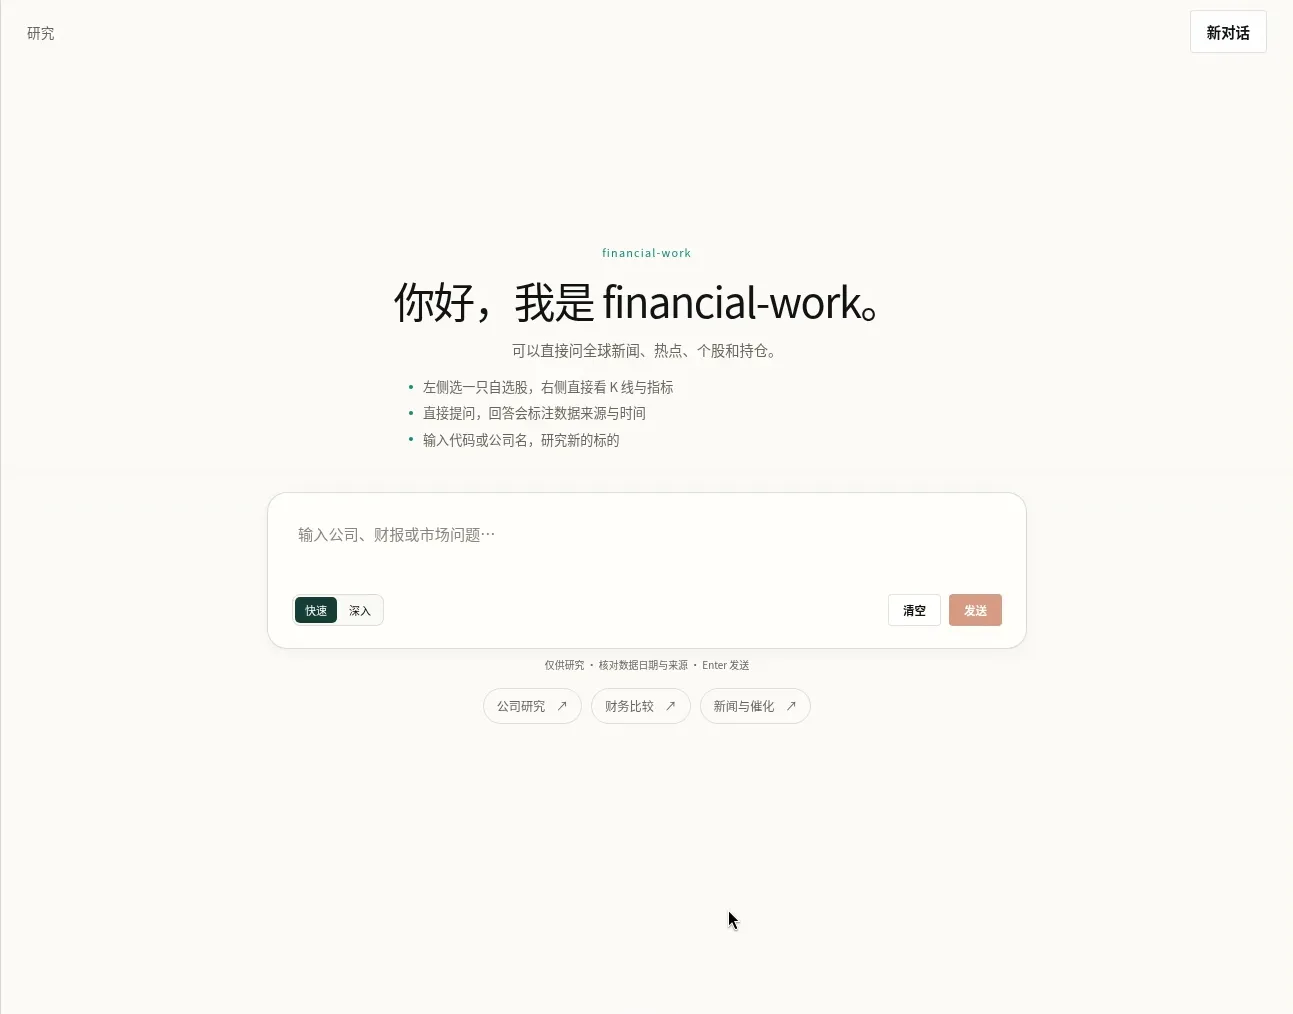 研究
新对话
financial-work
你好，我是 financial-work。
可以直接问全球新闻、热点、个股和持仓。
左侧选一只自选股，右侧直接看 K 线与指标
直接提问，回答会标注数据来源与时间
输入代码或公司名，研究新的标的
输入公司、财报或市场问题…
快速 深入 清空 发送
仅供研究 · 核对数据日期与来源 · Enter 发送
公司研究 ↗ 财务比较 ↗ 新闻与催化 ↗